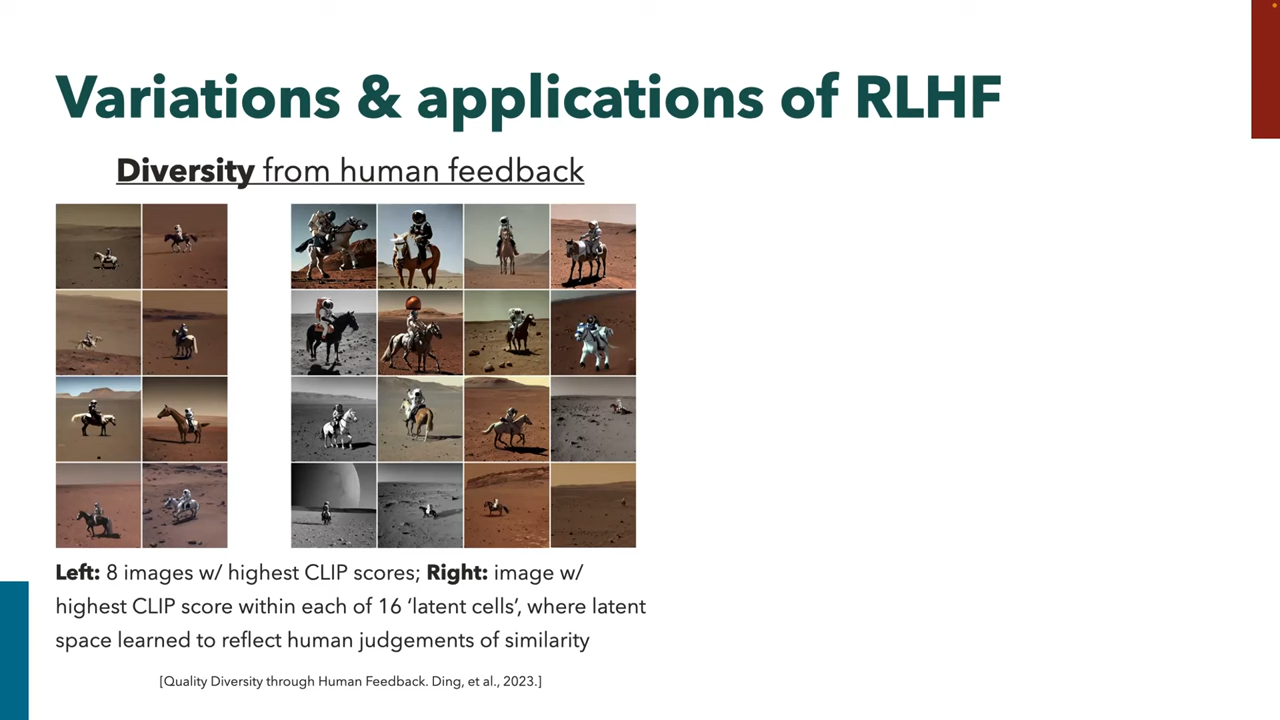 Variations & applications of RLHF
Diversity from human feedback
Left: 8 images w/ highest CLIP scores; Right: image w/
highest CLIP score within each of 16 ‘latent cells’, where latent
space learned to reflect human judgements of similarity
[Quality Diversity through Human Feedback. Ding, et al., 2023.]